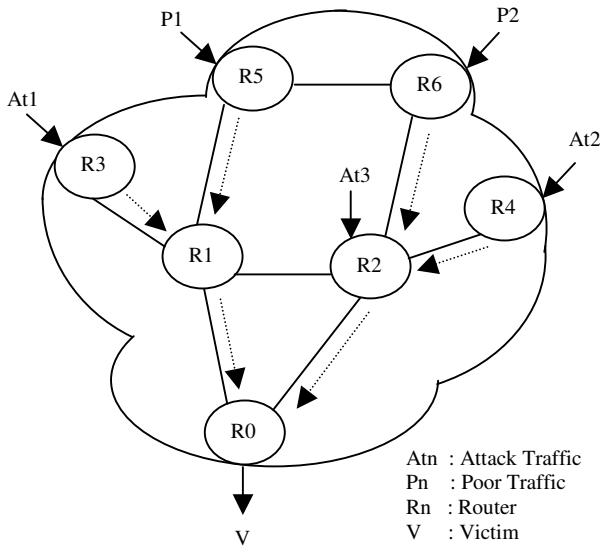 P1
P2
R5
R6
At1
At2
R3
At3
R4
R1
R2
R0
V
Atn : Attack Traffic
Pn : Poor Traffic
Rn : Router
V : Victim